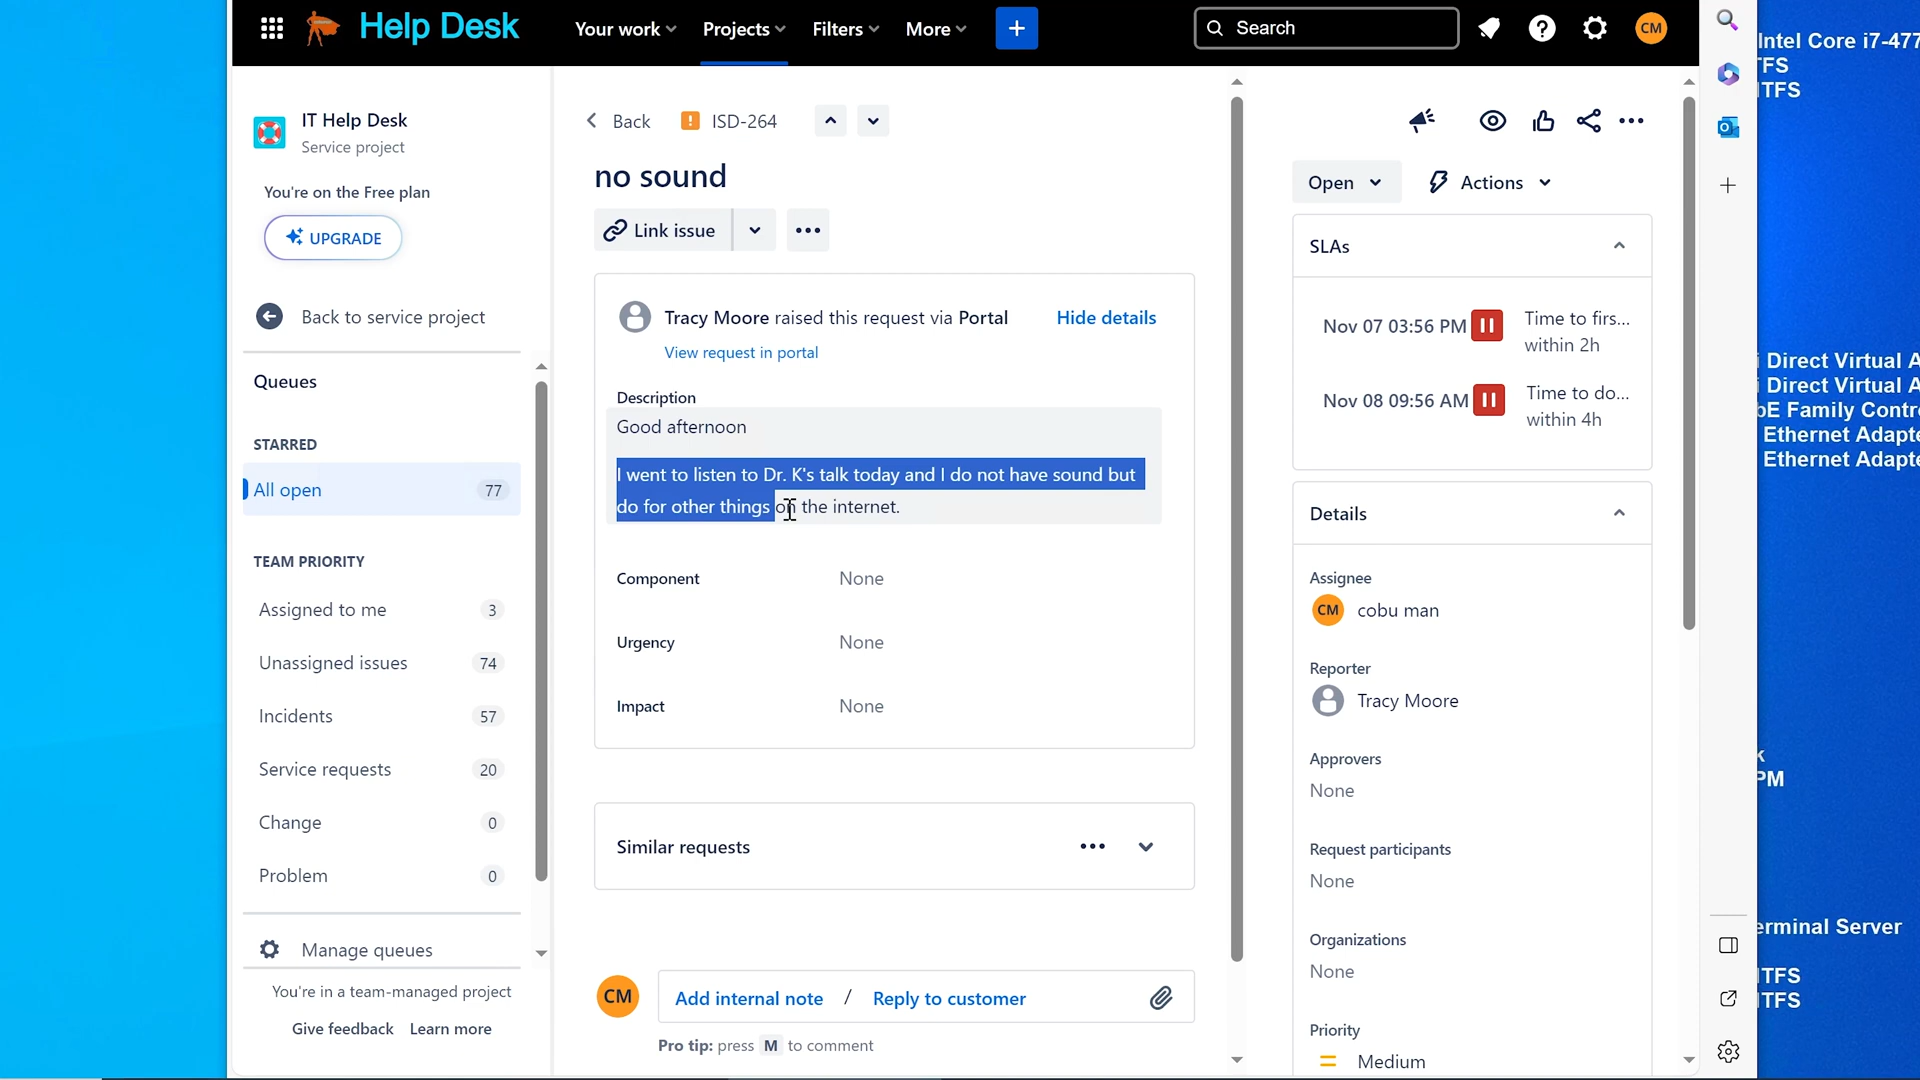 Help Desk
Your work
Projects
Filters
More
Search
CM
IT Help Desk
Service project
You're on the Free plan
UPGRADE
Back to service project
Queues
STARRED
All open 77
TEAM PRIORITY
Assigned to me 3
Unassigned issues 74
Incidents 57
Service requests 20
Change 0
Problem 0
Manage queues
You're in a team-managed project
Give feedback Learn more
Back ISD-264
no sound
Link issue
Tracy Moore raised this request via Portal Hide details
View request in portal
Description
Good afternoon
I went to listen to Dr. K's talk today and I do not have sound but
do for other things on the internet.
Component None
Urgency None
Impact None
Similar requests
CM Add internal note / Reply to customer
Pro tip: press M to comment
Open Actions
SLAs
Nov 07 03:56 PM Time to firs...
within 2h
Nov 08 09:56 AM Time to do...
within 4h
Details
Assignee
CM cobu man
Reporter
Tracy Moore
Approvers
None
Request participants
None
Organizations
None
Priority
Medium
Intel Core i7-477
TFS
ITFS
i Direct Virtual A
i Direct Virtual A
bE Family Contr
Ethernet Adapte
Ethernet Adapte
k
PM
erminal Server
ITFS
ITFS